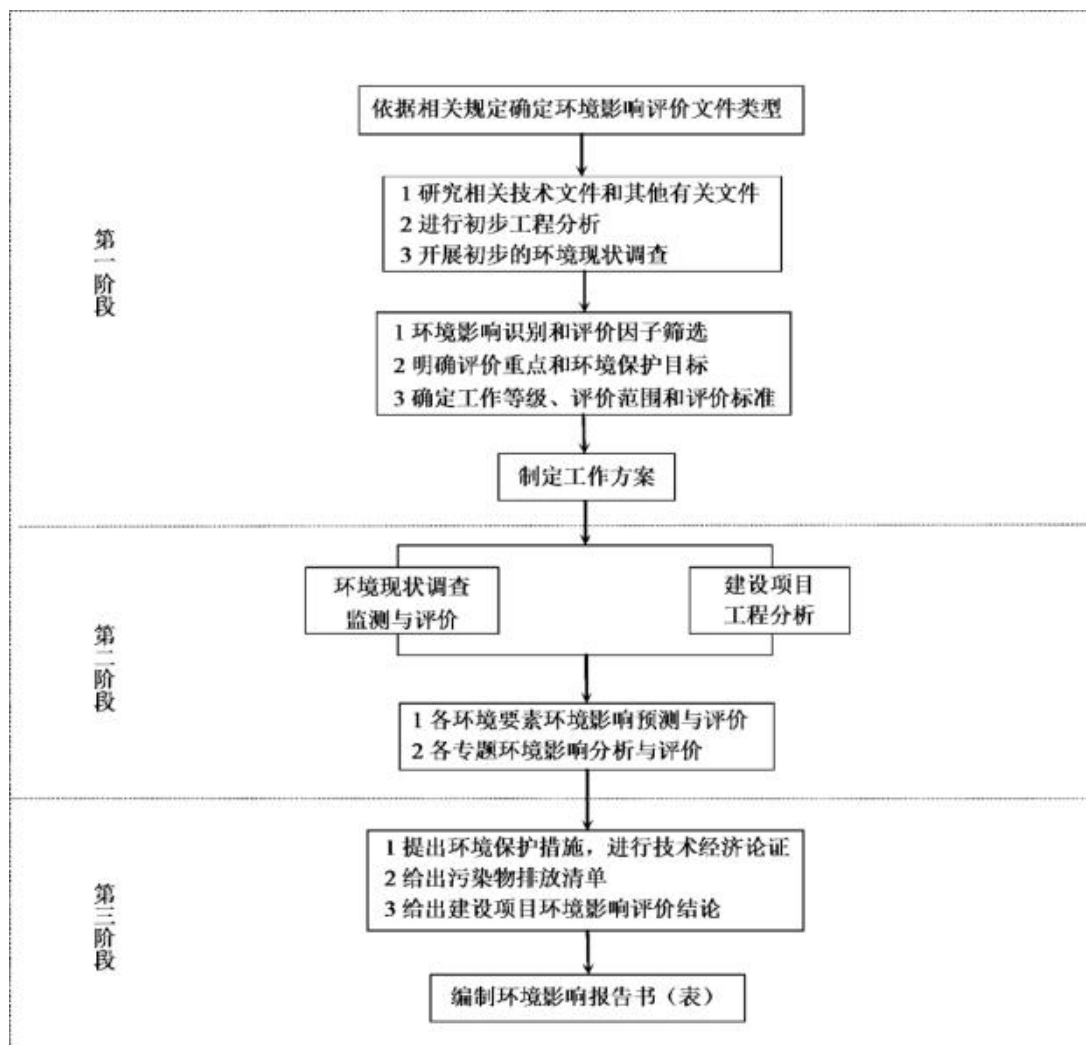 依据相关规定确定环境影响评价文件类型
1 研究相关技术文件和其他有关文件
2 进行初步工程分析
3 开展初步的环境现状调查
第一阶段
1 环境影响识别和评价因子筛选
2 明确评价重点和环境保护目标
3 确定工作等级、评价范围和评价标准
制定工作方案
环境现状调查
监测与评价
建设项目
工程分析
第二阶段
1 各环境要素环境影响预测与评价
2 各专题环境影响分析与评价
1 提出环境保护措施，进行技术经济论证
2 给出污染物排放清单
3 给出建设项目环境影响评价结论
第三阶段
编制环境影响报告书（表）